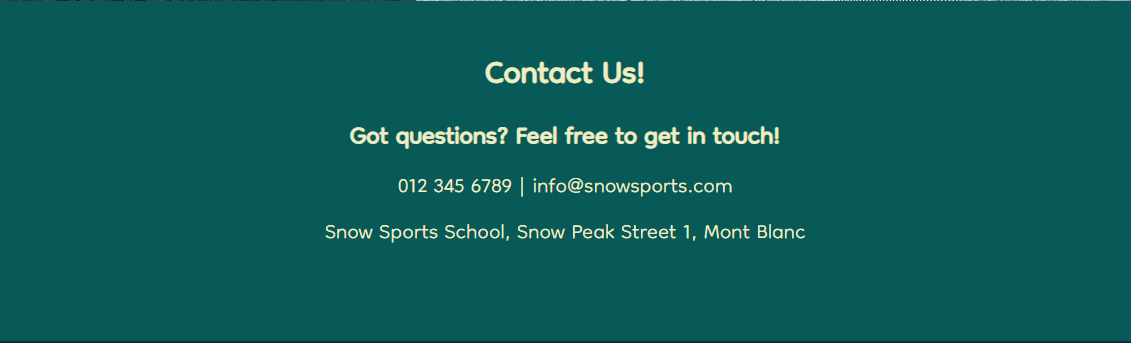 Contact Us!
Got questions? Feel free to get in touch!
012 345 6789 | info@snowsports.com
Snow Sports School, Snow Peak Street 1, Mont Blanc